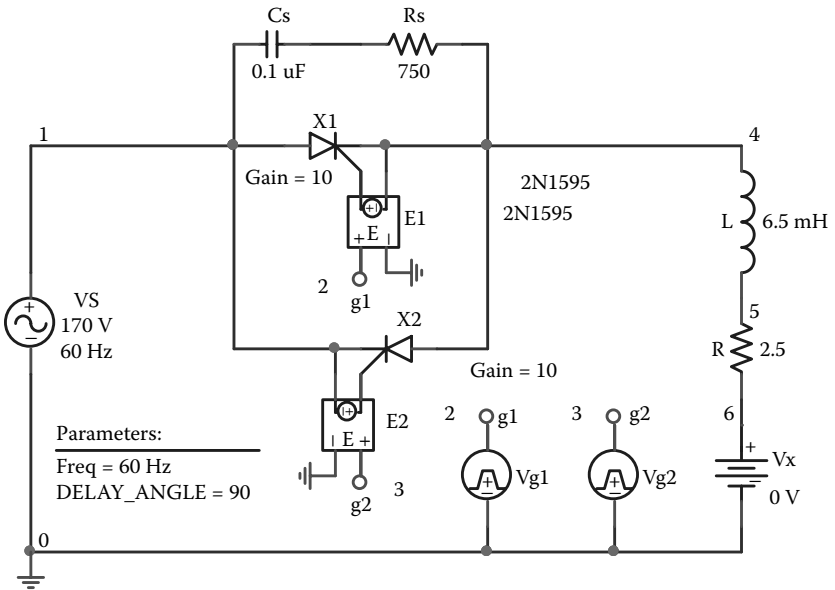 Cs
Rs
0.1 uF
750
1
X1
4
Gain = 10
2N1595
2N1595
+ −
E1
+ E −
L
6.5 mH
2
g1
VS
170 V
60 Hz
+
−
X2
5
R
2.5
Gain = 10
− +
E2
− E +
2
g1
3
g2
6
Parameters:
Freq = 60 Hz
DELAY_ANGLE = 90
3
g2
+
−
Vg1
+
−
Vg2
+
−
Vx
0 V
0